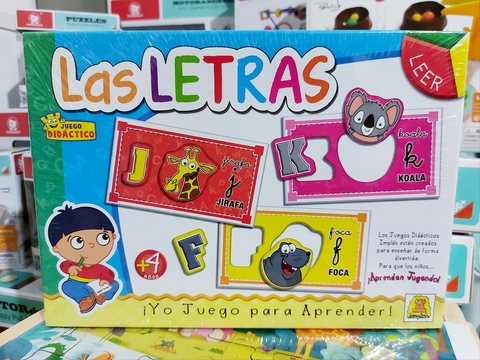 Las LETRAS
LEER
JUEGO
DIDÁCTICO
J
jirafa
j
JIRAFA
K
koala
k
KOALA
F
foca
f
FOCA
+4
Los Juegos Didácticos
Implás están creados
para enseñar de forma
divertida.
Para que los niños...
¡Aprendan Jugando!
¡Yo Juego para Aprender!
PUZZLES